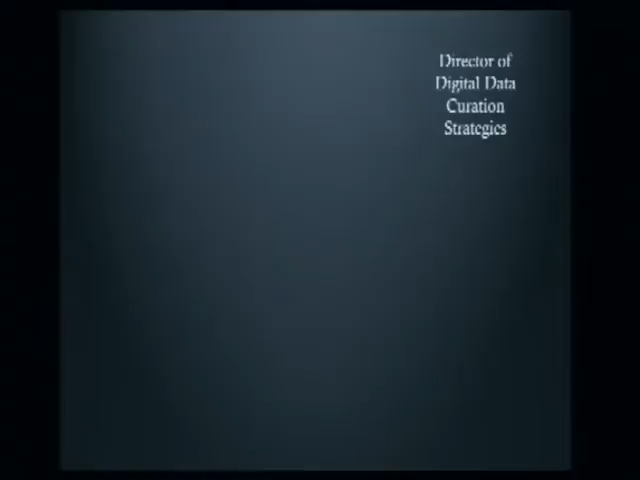 Director of
Digital Data
Curation
Strategies